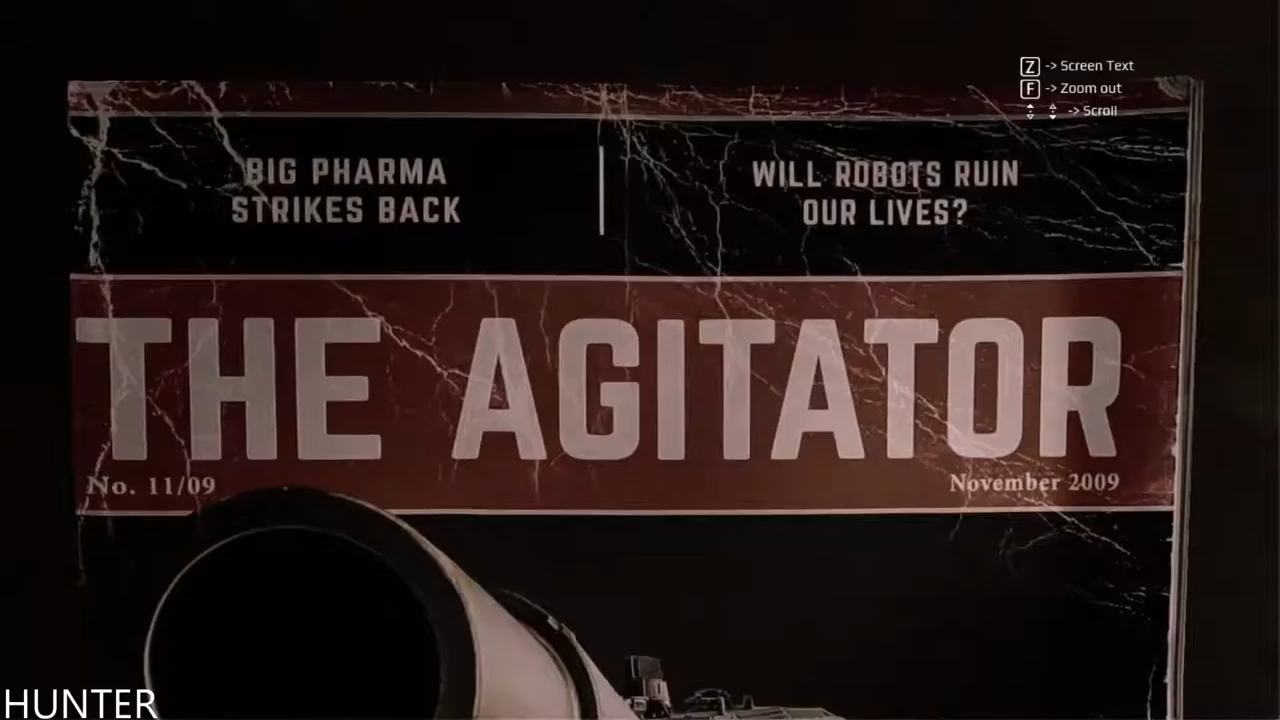 Z -> Screen Text
F -> Zoom out
-> Scroll
BIG PHARMA
STRIKES BACK
WILL ROBOTS RUIN
OUR LIVES?
THE AGITATOR
No. 11/09
November 2009
HUNTER